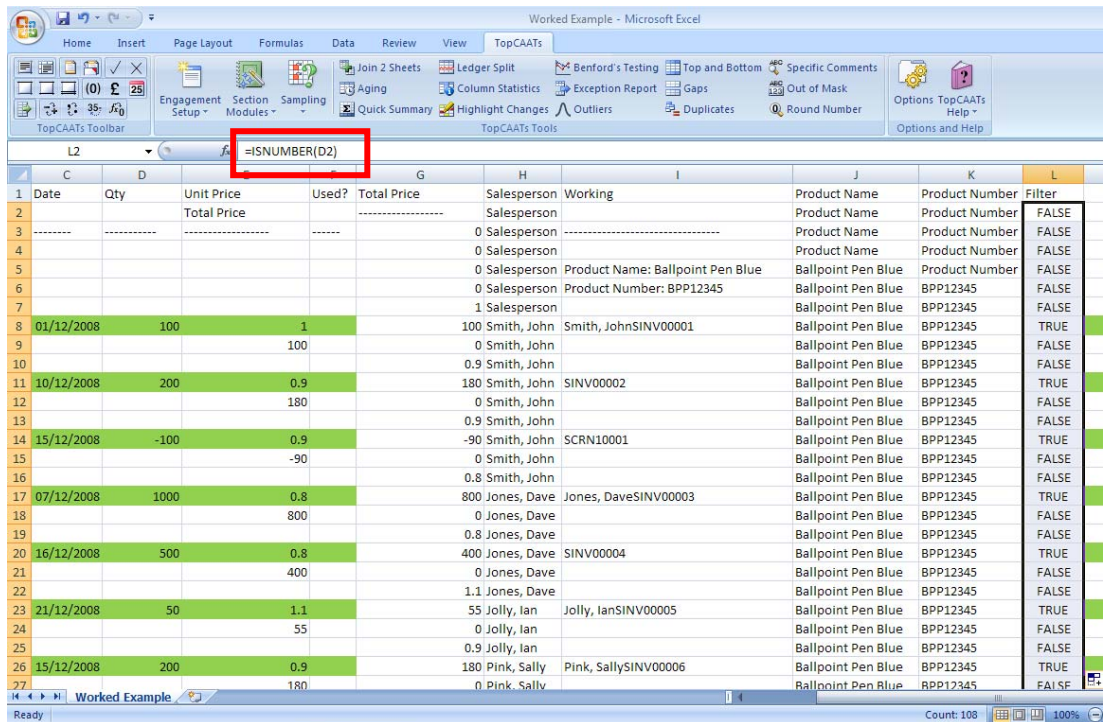 Worked Example - Microsoft Excel
Home Insert Page Layout Formulas Data Review View TopCAATs
Join 2 Sheets Ledger Split Benford's Testing Top and Bottom Specific Comments
Aging Column Statistics Exception Report Gaps Out of Mask
Quick Summary Highlight Changes Outliers Duplicates Round Number
Engagement Setup Section Modules Sampling Options TopCAATs Help
TopCAATs Toolbar TopCAATs Tools Options and Help
L2 =ISNUMBER(D2)
C D E F G H I J K L
1 Date Qty Unit Price Used? Total Price Salesperson Working Product Name Product Number Filter
2 Total Price ------------------ Salesperson Product Name Product Number FALSE
3 -------- ----------- ------------------ ------ 0 Salesperson --------------------------------- Product Name Product Number FALSE
4 0 Salesperson Product Name Product Number FALSE
5 0 Salesperson Product Name: Ballpoint Pen Blue Ballpoint Pen Blue Product Number FALSE
6 0 Salesperson Product Number: BPP12345 Ballpoint Pen Blue BPP12345 FALSE
7 1 Salesperson Ballpoint Pen Blue BPP12345 FALSE
8 01/12/2008 100 1 100 Smith, John Smith, JohnSINV00001 Ballpoint Pen Blue BPP12345 TRUE
9 100 0 Smith, John Ballpoint Pen Blue BPP12345 FALSE
10 0.9 Smith, John Ballpoint Pen Blue BPP12345 FALSE
11 10/12/2008 200 0.9 180 Smith, John SINV00002 Ballpoint Pen Blue BPP12345 TRUE
12 180 0 Smith, John Ballpoint Pen Blue BPP12345 FALSE
13 0.9 Smith, John Ballpoint Pen Blue BPP12345 FALSE
14 15/12/2008 -100 0.9 -90 Smith, John SCRN10001 Ballpoint Pen Blue BPP12345 TRUE
15 -90 0 Smith, John Ballpoint Pen Blue BPP12345 FALSE
16 0.8 Smith, John Ballpoint Pen Blue BPP12345 FALSE
17 07/12/2008 1000 0.8 800 Jones, Dave Jones, DaveSINV00003 Ballpoint Pen Blue BPP12345 TRUE
18 800 0 Jones, Dave Ballpoint Pen Blue BPP12345 FALSE
19 0.8 Jones, Dave Ballpoint Pen Blue BPP12345 FALSE
20 16/12/2008 500 0.8 400 Jones, Dave SINV00004 Ballpoint Pen Blue BPP12345 TRUE
21 400 0 Jones, Dave Ballpoint Pen Blue BPP12345 FALSE
22 1.1 Jones, Dave Ballpoint Pen Blue BPP12345 FALSE
23 21/12/2008 50 1.1 55 Jolly, Ian Jolly, IanSINV00005 Ballpoint Pen Blue BPP12345 TRUE
24 55 0 Jolly, Ian Ballpoint Pen Blue BPP12345 FALSE
25 0.9 Jolly, Ian Ballpoint Pen Blue BPP12345 FALSE
26 15/12/2008 200 0.9 180 Pink, Sally Pink, SallySINV00006 Ballpoint Pen Blue BPP12345 TRUE
27 180 0 Pink, Sally Ballpoint Pen Blue BPP12345 FALSE
Worked Example
Ready Count: 108 100%